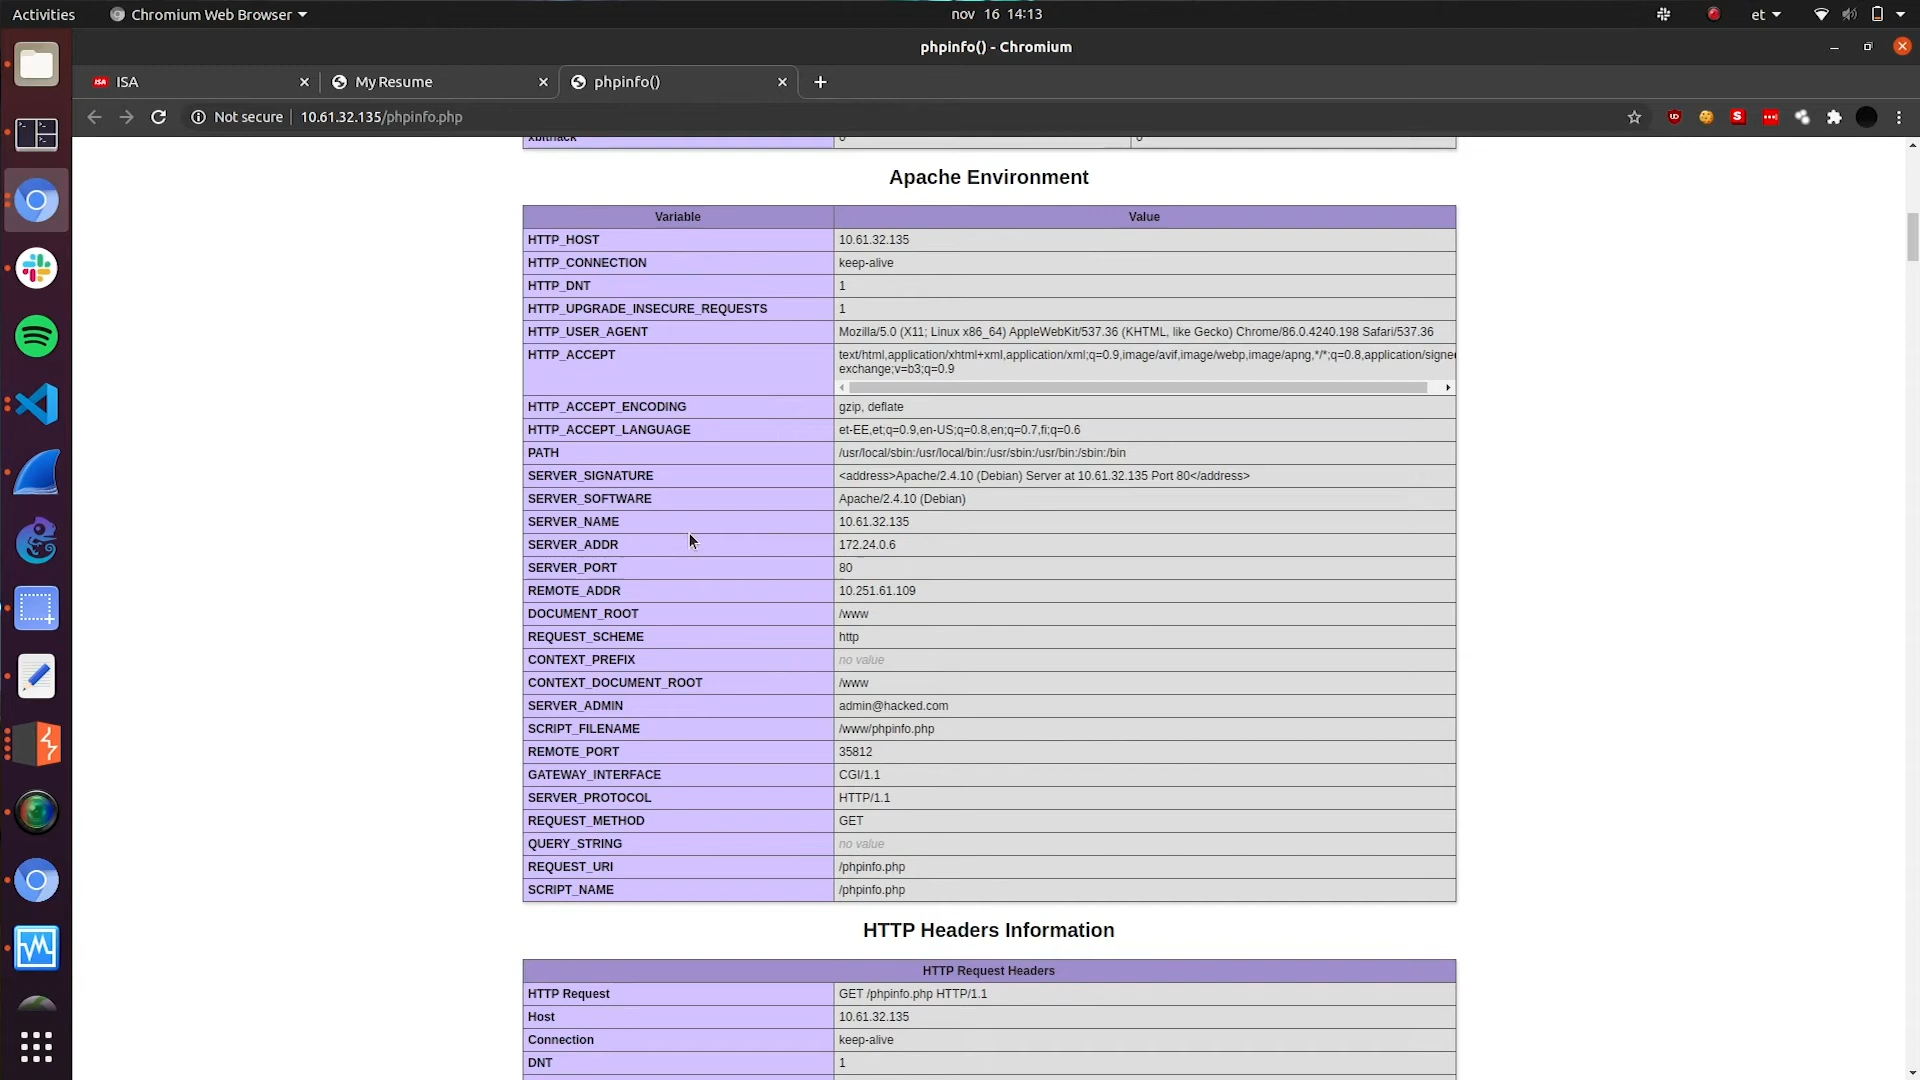 Activities Chromium Web Browser nov 16 14:13 et
phpinfo() - Chromium
ISA ISA My Resume phpinfo()
Not secure 10.61.32.135/phpinfo.php
xbithack 0 0
Apache Environment
Variable Value
HTTP_HOST 10.61.32.135
HTTP_CONNECTION keep-alive
HTTP_DNT 1
HTTP_UPGRADE_INSECURE_REQUESTS 1
HTTP_USER_AGENT Mozilla/5.0 (X11; Linux x86_64) AppleWebKit/537.36 (KHTML, like Gecko) Chrome/86.0.4240.198 Safari/537.36
HTTP_ACCEPT text/html,application/xhtml+xml,application/xml;q=0.9,image/avif,image/webp,image/apng,*/*;q=0.8,application/signe
exchange;v=b3;q=0.9
HTTP_ACCEPT_ENCODING gzip, deflate
HTTP_ACCEPT_LANGUAGE et-EE,et;q=0.9,en-US;q=0.8,en;q=0.7,fi;q=0.6
PATH /usr/local/sbin:/usr/local/bin:/usr/sbin:/usr/bin:/sbin:/bin
SERVER_SIGNATURE <address>Apache/2.4.10 (Debian) Server at 10.61.32.135 Port 80</address>
SERVER_SOFTWARE Apache/2.4.10 (Debian)
SERVER_NAME 10.61.32.135
SERVER_ADDR 172.24.0.6
SERVER_PORT 80
REMOTE_ADDR 10.251.61.109
DOCUMENT_ROOT /www
REQUEST_SCHEME http
CONTEXT_PREFIX no value
CONTEXT_DOCUMENT_ROOT /www
SERVER_ADMIN admin@hacked.com
SCRIPT_FILENAME /www/phpinfo.php
REMOTE_PORT 35812
GATEWAY_INTERFACE CGI/1.1
SERVER_PROTOCOL HTTP/1.1
REQUEST_METHOD GET
QUERY_STRING no value
REQUEST_URI /phpinfo.php
SCRIPT_NAME /phpinfo.php
HTTP Headers Information
HTTP Request Headers
HTTP Request GET /phpinfo.php HTTP/1.1
Host 10.61.32.135
Connection keep-alive
DNT 1